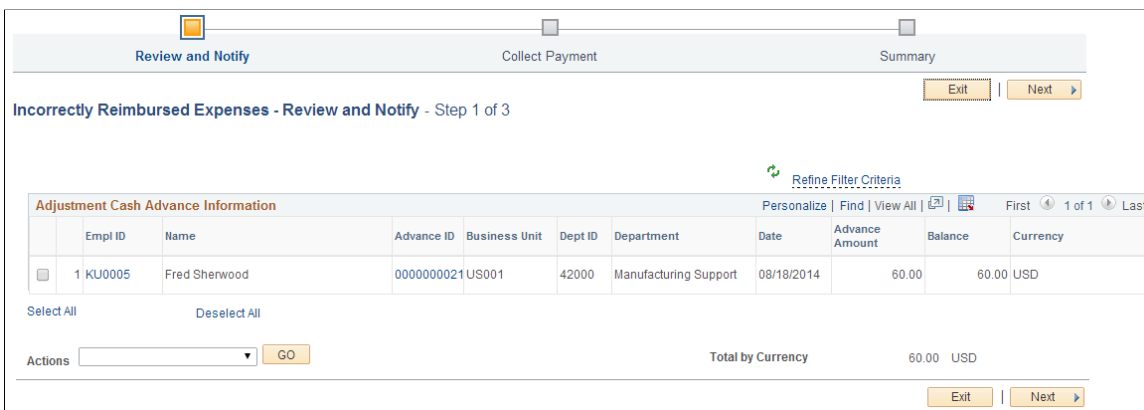 Review and Notify Collect Payment Summary
Exit | Next
Incorrectly Reimbursed Expenses - Review and Notify - Step 1 of 3
Refine Filter Criteria
Adjustment Cash Advance Information Personalize | Find | View All | | First 1 of 1 Las
Empl ID Name Advance ID Business Unit Dept ID Department Date Advance Amount Balance Currency
1 KU0005 Fred Sherwood 0000000021 US001 42000 Manufacturing Support 08/18/2014 60.00 60.00 USD
Select All Deselect All
Actions GO Total by Currency 60.00 USD
Exit | Next